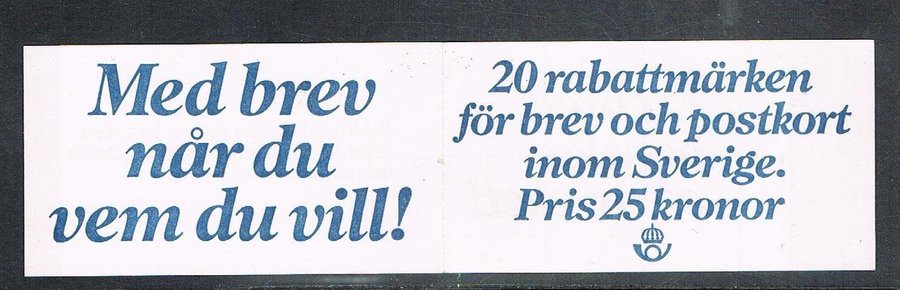 Med brev
når du
vem du vill!
20 rabattmärken
för brev och postkort
inom Sverige.
Pris 25 kronor